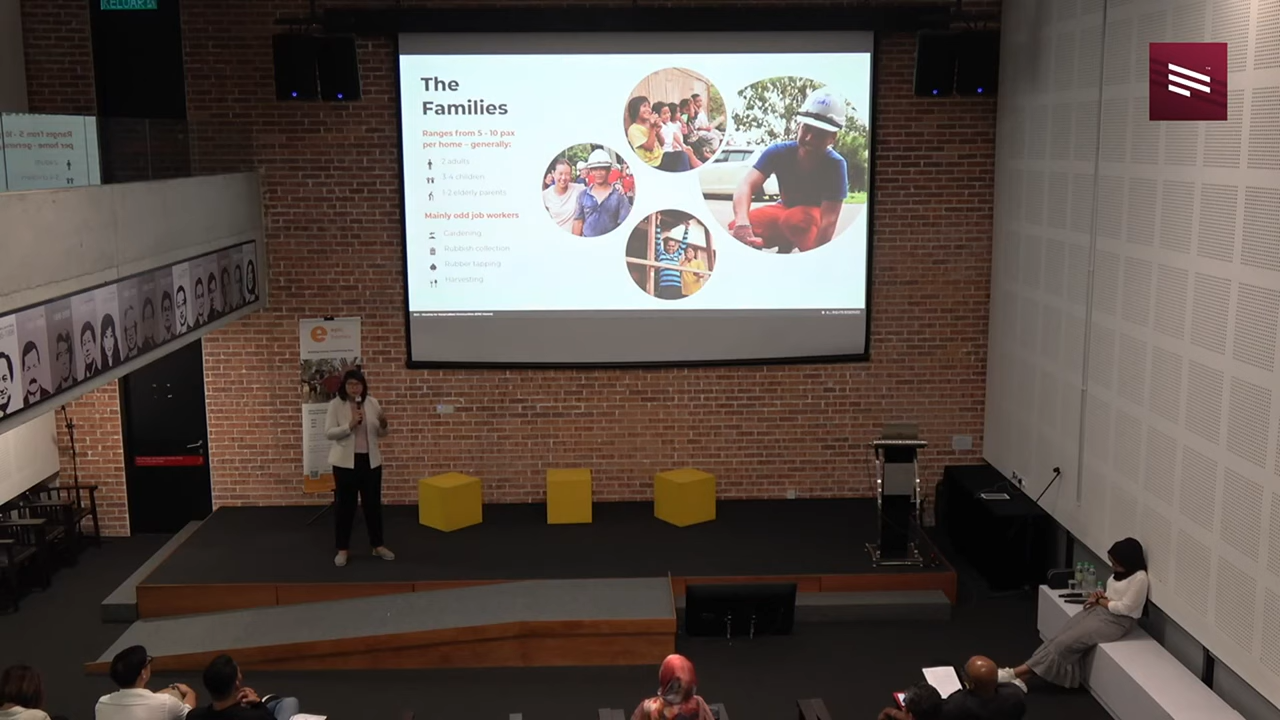 KELUAR
The
Families
Ranges from 5 - 10 pax
per home – generally:
2 adults
3-4 children
1-2 elderly parents
Mainly odd job workers
Gardening
Rubbish collection
Rubber tapping
Harvesting